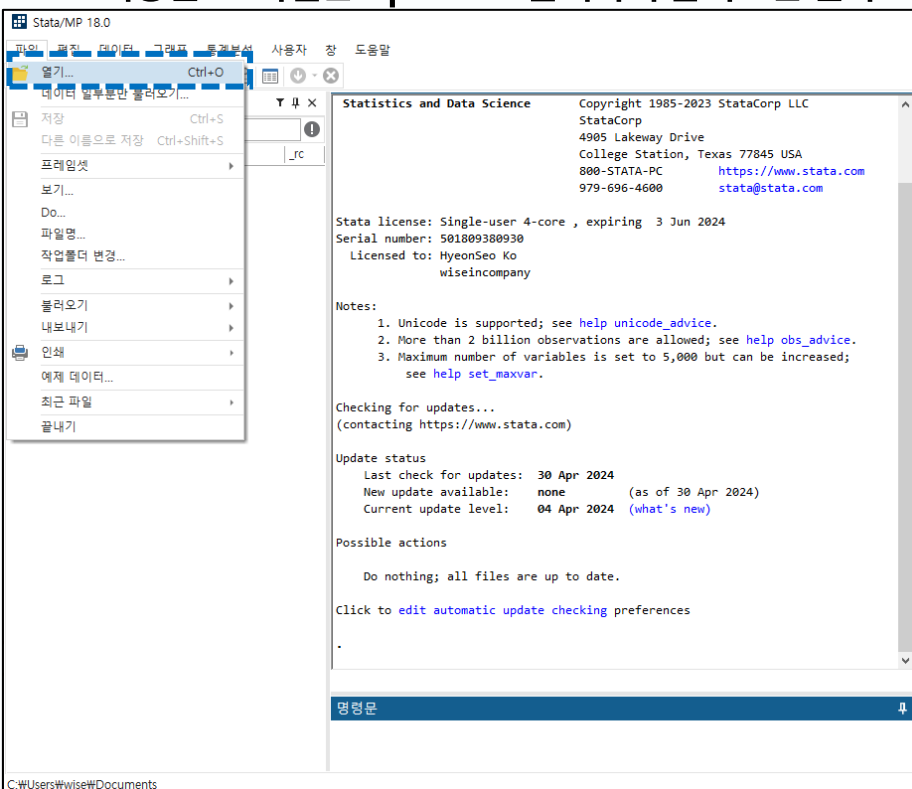 Stata/MP 18.0
파일 편집 데이터 그래프 통계분석 사용자 창 도움말
열기... Ctrl+O
데이터 일부분만 불러오기...
저장 Ctrl+S
다른 이름으로 저장 Ctrl+Shift+S
프레임셋
보기...
Do...
파일명...
작업폴더 변경...
로그
불러오기
내보내기
인쇄
예제 데이터...
최근 파일
끝내기
_rc
Statistics and Data Science Copyright 1985-2023 StataCorp LLC
StataCorp
4905 Lakeway Drive
College Station, Texas 77845 USA
800-STATA-PC https://www.stata.com
979-696-4600 stata@stata.com
Stata license: Single-user 4-core , expiring 3 Jun 2024
Serial number: 501809380930
Licensed to: HyeonSeo Ko
wiseincompany
Notes:
1. Unicode is supported; see help unicode_advice.
2. More than 2 billion observations are allowed; see help obs_advice.
3. Maximum number of variables is set to 5,000 but can be increased;
see help set_maxvar.
Checking for updates...
(contacting https://www.stata.com)
Update status
Last check for updates: 30 Apr 2024
New update available: none (as of 30 Apr 2024)
Current update level: 04 Apr 2024 (what's new)
Possible actions
Do nothing; all files are up to date.
Click to edit automatic update checking preferences
.
명령문
C:₩Users₩wise₩Documents